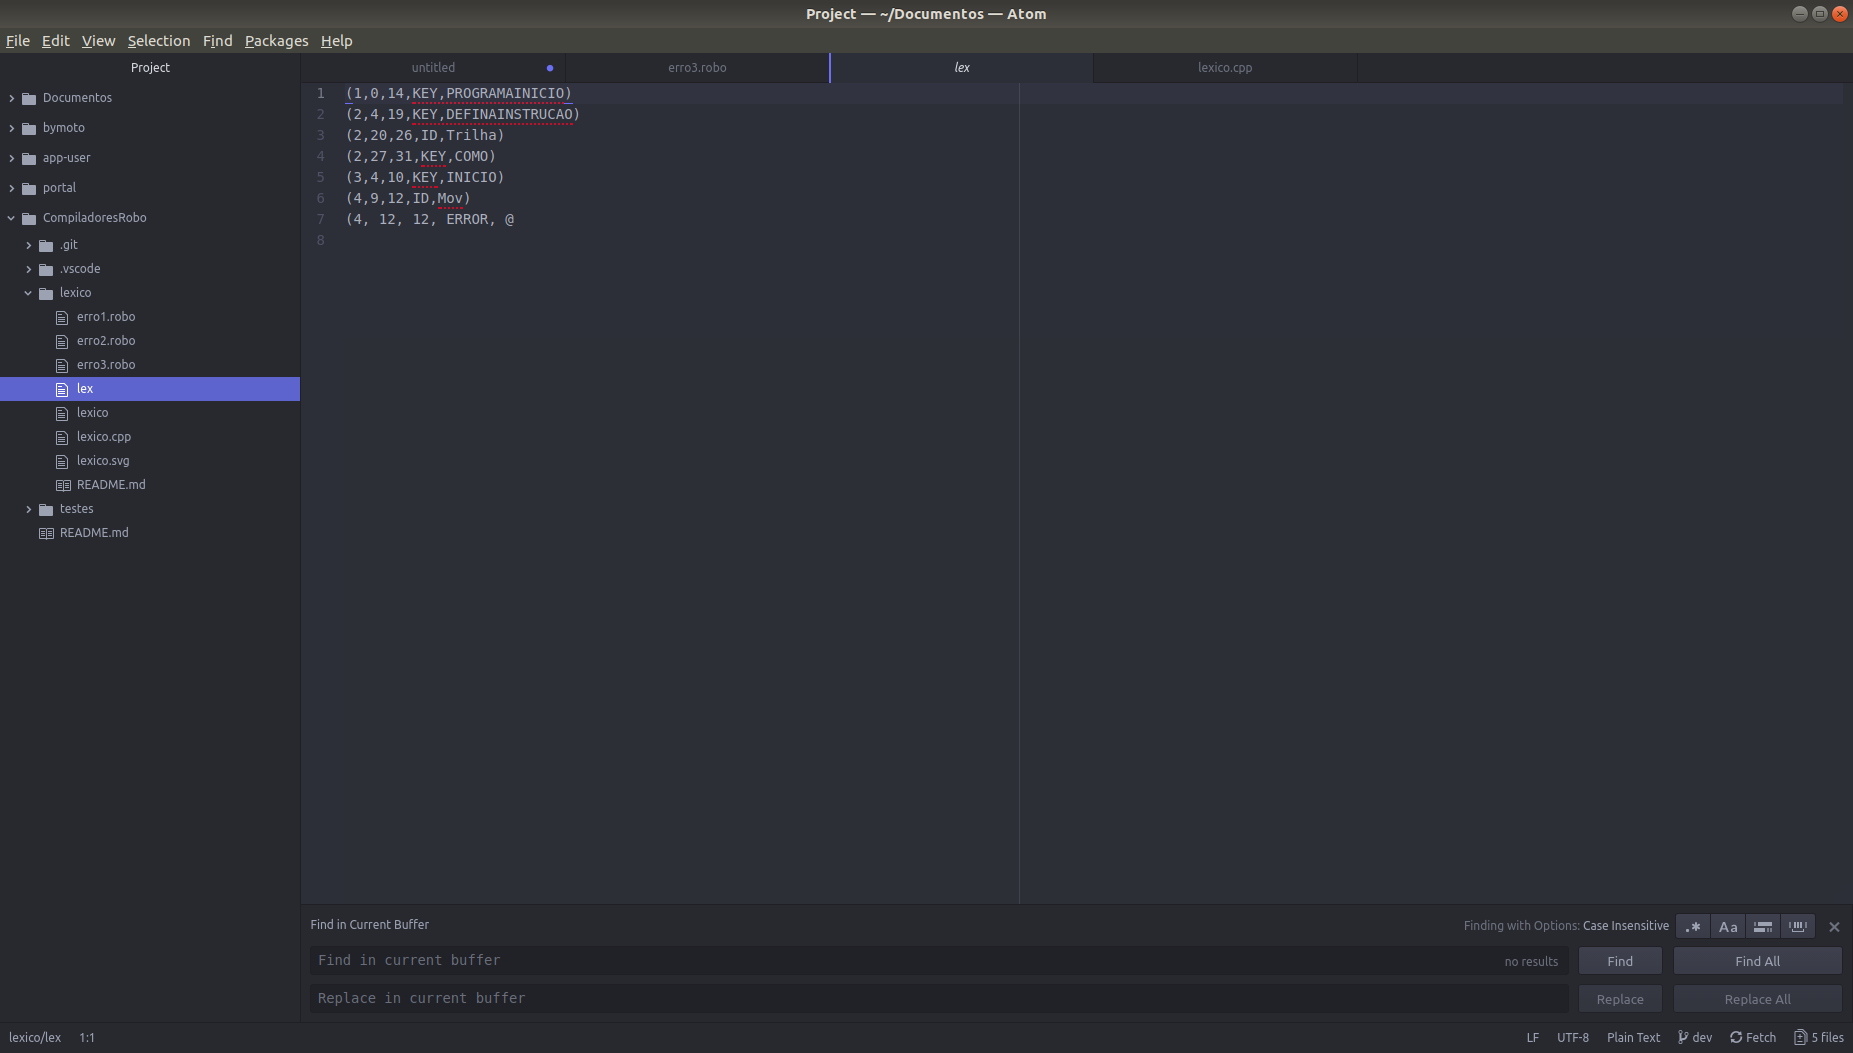 Project — ~/Documentos — Atom
File Edit View Selection Find Packages Help
Project
Documentos
bymoto
app-user
portal
CompiladoresRobo
.git
.vscode
lexico
erro1.robo
erro2.robo
erro3.robo
lex
lexico
lexico.cpp
lexico.svg
README.md
testes
README.md
untitled erro3.robo lex lexico.cpp
1 (1,0,14,KEY,PROGRAMAINICIO)
2 (2,4,19,KEY,DEFINAINSTRUCAO)
3 (2,20,26,ID,Trilha)
4 (2,27,31,KEY,COMO)
5 (3,4,10,KEY,INICIO)
6 (4,9,12,ID,Mov)
7 (4, 12, 12, ERROR, @
8
Find in Current Buffer Finding with Options: Case Insensitive .* Aa
Find in current buffer no results Find Find All
Replace in current buffer Replace Replace All
lexico/lex 1:1 LF UTF-8 Plain Text dev Fetch 5 files